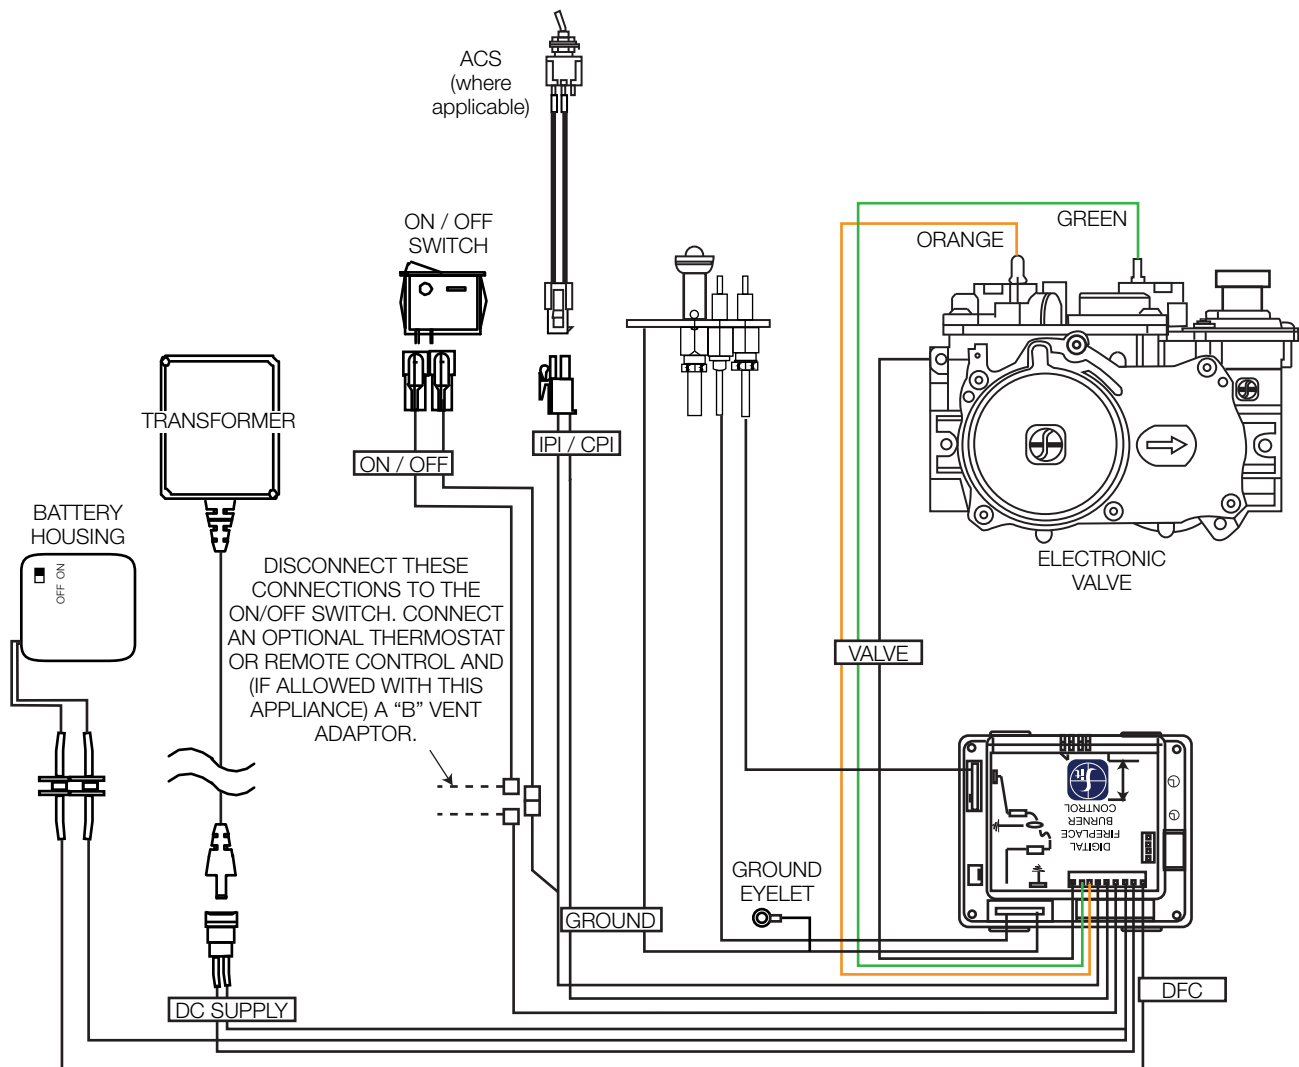 ACS
(where
applicable)
ON / OFF
SWITCH
GREEN
ORANGE
TRANSFORMER
ON / OFF
IPI / CPI
BATTERY
HOUSING
OFF ON
DISCONNECT THESE
CONNECTIONS TO THE
ON/OFF SWITCH. CONNECT
AN OPTIONAL THERMOSTAT
OR REMOTE CONTROL AND
(IF ALLOWED WITH THIS
APPLIANCE) A “B” VENT
ADAPTOR.
ELECTRONIC
VALVE
VALVE
DIGITAL
FIREPLACE
BURNER
CONTROL
GROUND
EYELET
GROUND
DFC
DC SUPPLY